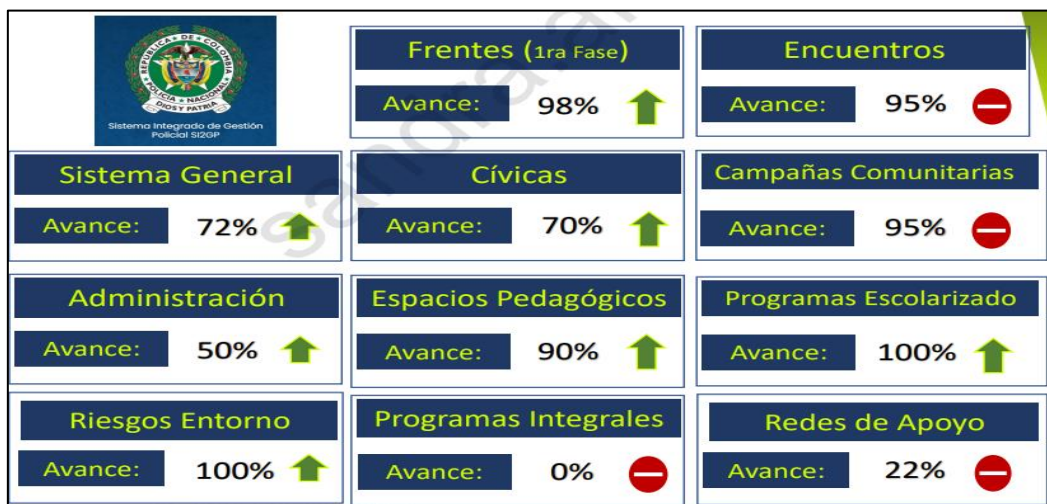 REPÚBLICA DE COLOMBIA
POLICIA NACIONAL
DIOS Y PATRIA
Sistema Integrado de Gestión
Policial SI2GP
Frentes (1ra Fase)
Avance: 98%
Encuentros
Avance: 95%
Sistema General
Avance: 72%
Cívicas
Avance: 70%
Campañas Comunitarias
Avance: 95%
Administración
Avance: 50%
Espacios Pedagógicos
Avance: 90%
Programas Escolarizado
Avance: 100%
Riesgos Entorno
Avance: 100%
Programas Integrales
Avance: 0%
Redes de Apoyo
Avance: 22%